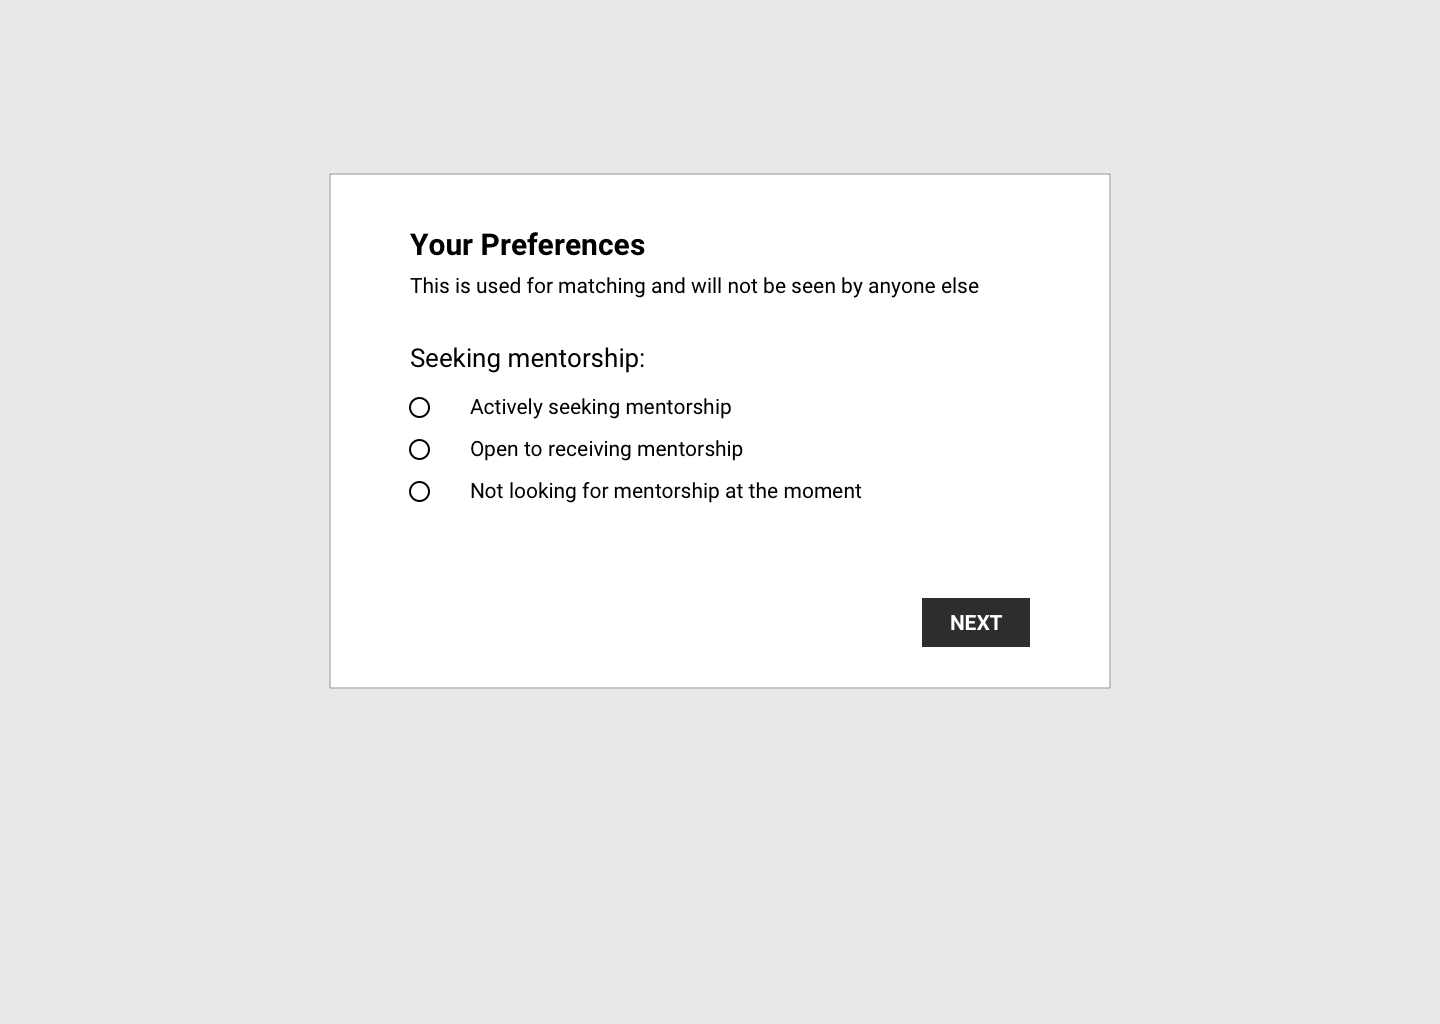 Your Preferences
This is used for matching and will not be seen by anyone else
Seeking mentorship:
Actively seeking mentorship
Open to receiving mentorship
Not looking for mentorship at the moment
NEXT